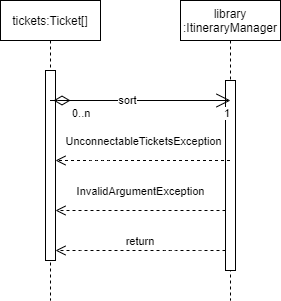 tickets:Ticket[]
library
:ItineraryManager
sort
0..n
1
UnconnectableTicketsException
InvalidArgumentException
return